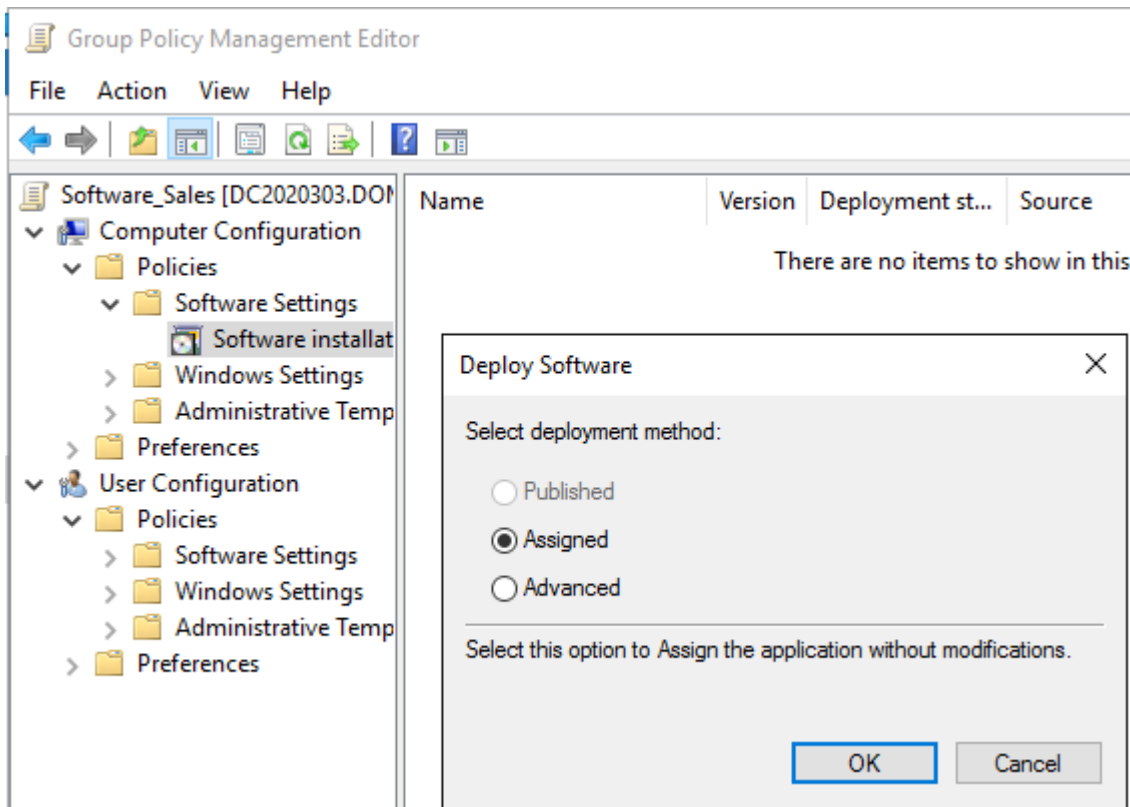 Group Policy Management Editor
File Action View Help
Software_Sales [DC2020303.DOM
Computer Configuration
Policies
Software Settings
Software installat
Windows Settings
Administrative Temp
Preferences
User Configuration
Policies
Software Settings
Windows Settings
Administrative Temp
Preferences
Name Version Deployment st... Source
There are no items to show in this
Deploy Software
Select deployment method:
Published
Assigned
Advanced
Select this option to Assign the application without modifications.
OK Cancel